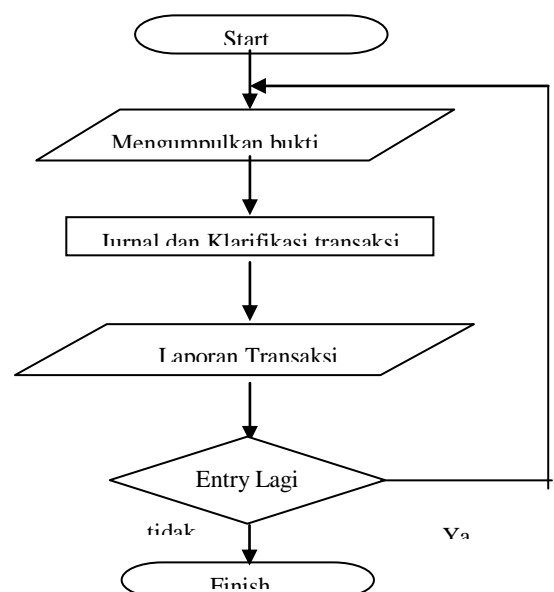 Start
Mengumpulkan bukti
Jurnal dan Klarifikasi transaksi
Laporan Transaksi
Entry Lagi
tidak
Ya
Finish